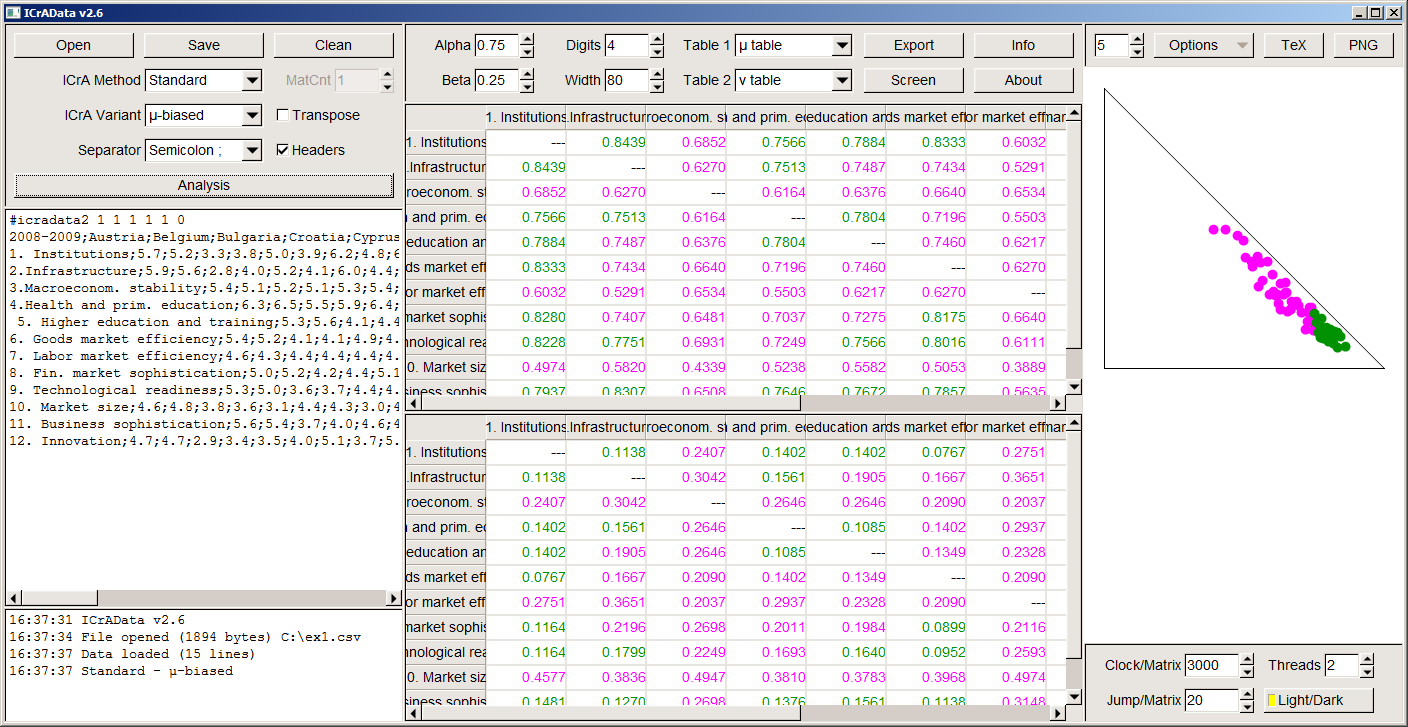 ICrAData v2.6
Open Save Clean
ICrA Method Standard MatCnt 1
ICrA Variant µ-biased Transpose
Separator Semicolon ; Headers
Analysis
#icradata2 1 1 1 1 1 0
2008-2009;Austria;Belgium;Bulgaria;Croatia;Cyprus
1. Institutions;5.7;5.2;3.3;3.8;5.0;3.9;6.2;4.8;6
2.Infrastructure;5.9;5.6;2.8;4.0;5.2;4.1;6.0;4.4;
3.Macroeconom. stability;5.4;5.1;5.2;5.1;5.3;5.4;
4.Health and prim. education;6.3;6.5;5.5;5.9;6.4;
5. Higher education and training;5.3;5.6;4.1;4.4
6. Goods market efficiency;5.4;5.2;4.1;4.1;4.9;4.
7. Labor market efficiency;4.6;4.3;4.4;4.4;4.4;4.
8. Fin. market sophistication;5.0;5.2;4.2;4.4;5.1
9. Technological readiness;5.3;5.0;3.6;3.7;4.4;4.
10. Market size;4.6;4.8;3.8;3.6;3.1;4.4;4.3;3.0;4
11. Business sophistication;5.6;5.4;3.7;4.0;4.6;4
12. Innovation;4.7;4.7;2.9;3.4;3.5;4.0;5.1;3.7;5.
16:37:31 ICrAData v2.6
16:37:34 File opened (1894 bytes) C:\ex1.csv
16:37:37 Data loaded (15 lines)
16:37:37 Standard - µ-biased
Alpha 0.75 Digits 4 Table 1 µ table Export Info
Beta 0.25 Width 80 Table 2 v table Screen About
1. Institutions .Infrastructur roeconom. s and prim. e education an ds market eff or market eff mar
1. Institutions --- 0.8439 0.6852 0.7566 0.7884 0.8333 0.6032
.Infrastructur 0.8439 --- 0.6270 0.7513 0.7487 0.7434 0.5291
roeconom. st 0.6852 0.6270 --- 0.6164 0.6376 0.6640 0.6534
and prim. ec 0.7566 0.7513 0.6164 --- 0.7804 0.7196 0.5503
education an 0.7884 0.7487 0.6376 0.7804 --- 0.7460 0.6217
ds market eff 0.8333 0.7434 0.6640 0.7196 0.7460 --- 0.6270
or market eff 0.6032 0.5291 0.6534 0.5503 0.6217 0.6270 ---
market sophis 0.8280 0.7407 0.6481 0.7037 0.7275 0.8175 0.6640
hnological rea 0.8228 0.7751 0.6931 0.7249 0.7566 0.8016 0.6111
0. Market siz 0.4974 0.5820 0.4339 0.5238 0.5582 0.5053 0.3889
siness sophis 0.7937 0.8307 0.6508 0.7646 0.7672 0.7857 0.5635
1. Institutions .Infrastructur roeconom. s and prim. e education an ds market eff or market eff mar
1. Institutions --- 0.1138 0.2407 0.1402 0.1402 0.0767 0.2751
.Infrastructur 0.1138 --- 0.3042 0.1561 0.1905 0.1667 0.3651
roeconom. st 0.2407 0.3042 --- 0.2646 0.2646 0.2090 0.2037
and prim. ec 0.1402 0.1561 0.2646 --- 0.1085 0.1402 0.2937
education an 0.1402 0.1905 0.2646 0.1085 --- 0.1349 0.2328
ds market eff 0.0767 0.1667 0.2090 0.1402 0.1349 --- 0.2090
or market eff 0.2751 0.3651 0.2037 0.2937 0.2328 0.2090 ---
market sophis 0.1164 0.2196 0.2698 0.2011 0.1984 0.0899 0.2116
hnological rea 0.1164 0.1799 0.2249 0.1693 0.1640 0.0952 0.2593
0. Market siz 0.4577 0.3836 0.4947 0.3810 0.3783 0.3968 0.4974
siness sophis 0.1481 0.1270 0.2698 0.1376 0.1561 0.1138 0.3148
5 Options TeX PNG
Clock/Matrix 3000 Threads 2
Jump/Matrix 20 Light/Dark